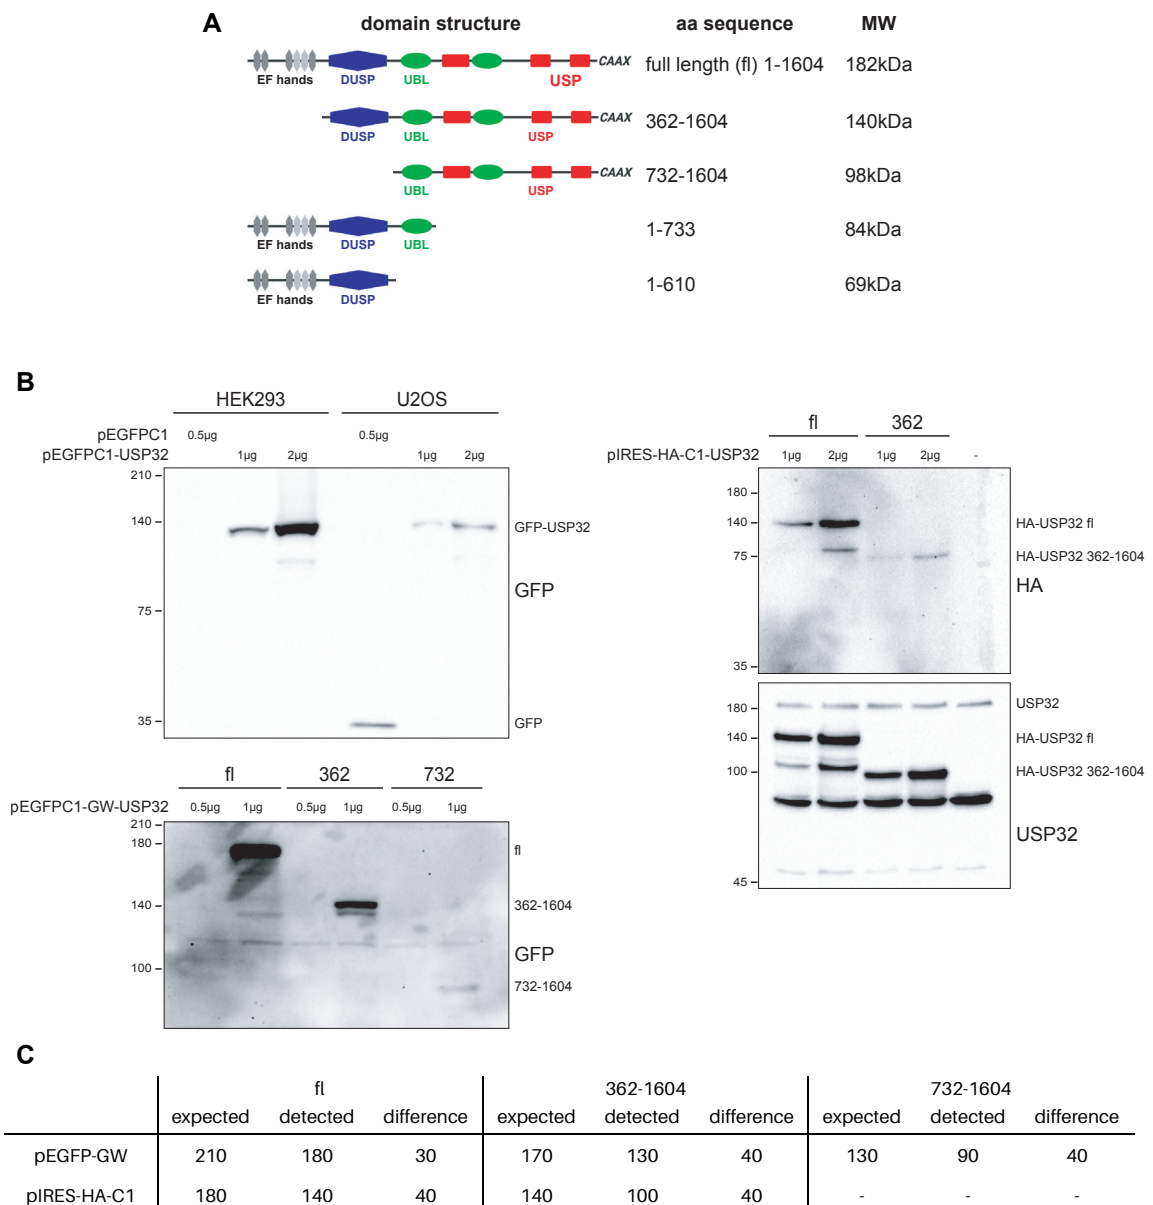 A
domain structure aa sequence MW
CAAX full length (fl) 1-1604 182kDa
EF hands DUSP UBL USP
CAAX 362-1604 140kDa
DUSP UBL USP
CAAX 732-1604 98kDa
UBL USP
1-733 84kDa
EF hands DUSP UBL
1-610 69kDa
EF hands DUSP
B
HEK293 U2OS
pEGFPC1 0.5µg 0.5µg
pEGFPC1-USP32 1µg 2µg 1µg 2µg
210
140 GFP-USP32
GFP
75
35 GFP
fl 362 732
pEGFPC1-GW-USP32 0.5µg 1µg 0.5µg 1µg 0.5µg 1µg
210
180 fl
140 362-1604
GFP
100
732-1604
fl 362
pIRES-HA-C1-USP32 1µg 2µg 1µg 2µg -
180
140 HA-USP32 fl
75 HA-USP32 362-1604
HA
35
180 USP32
140 HA-USP32 fl
100 HA-USP32 362-1604
USP32
45
C
fl 362-1604 732-1604
expected detected difference expected detected difference expected detected difference
pEGFP-GW 210 180 30 170 130 40 130 90 40
pIRES-HA-C1 180 140 40 140 100 40 - - -